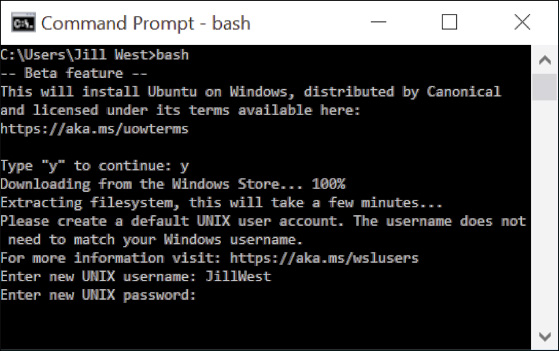 Command Prompt - bash
C:\Users\Jill West>bash
-- Beta feature --
This will install Ubuntu on Windows, distributed by Canonical
and licensed under its terms available here:
https://aka.ms/uowterms
Type "y" to continue: y
Downloading from the Windows Store... 100%
Extracting filesystem, this will take a few minutes...
Please create a default UNIX user account. The username does not
need to match your Windows username.
For more information visit: https://aka.ms/wslusers
Enter new UNIX username: JillWest
Enter new UNIX password: